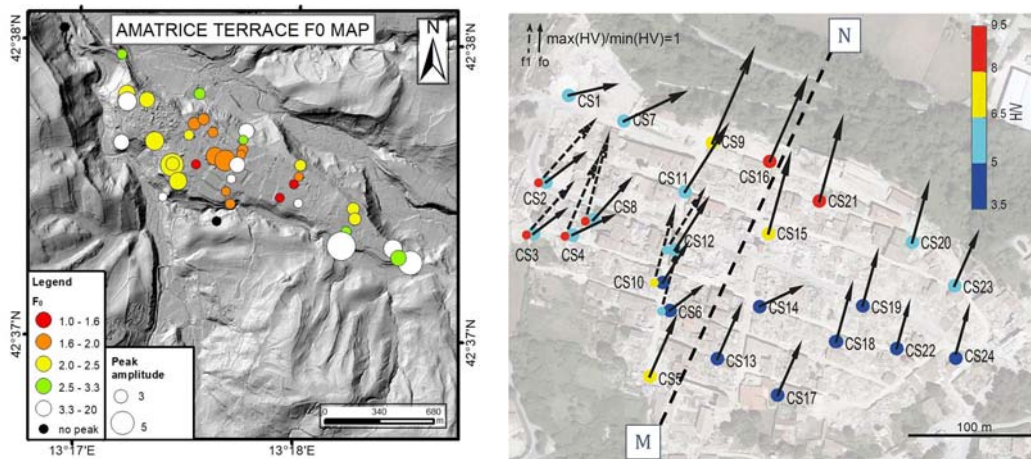 AMATRICE TERRACE F0 MAP
N
42°38'N
42°38'N
42°37'N
42°37'N
13°17'E
13°18'E
Legend
F₀
1.0 - 1.6
1.6 - 2.0
2.0 - 2.5
2.5 - 3.3
3.3 - 20
no peak
Peak
amplitude
3
5
0
340
680
m
f1
fo
max(HV)/min(HV)=1
N
M
9.5
8
6.5
5
3.5
H/V
CS1
CS7
CS9
CS16
CS2
CS11
CS21
CS8
CS3
CS4
CS12
CS15
CS20
CS10
CS23
CS6
CS14
CS19
CS18
CS22
CS24
CS13
CS5
CS17
100 m